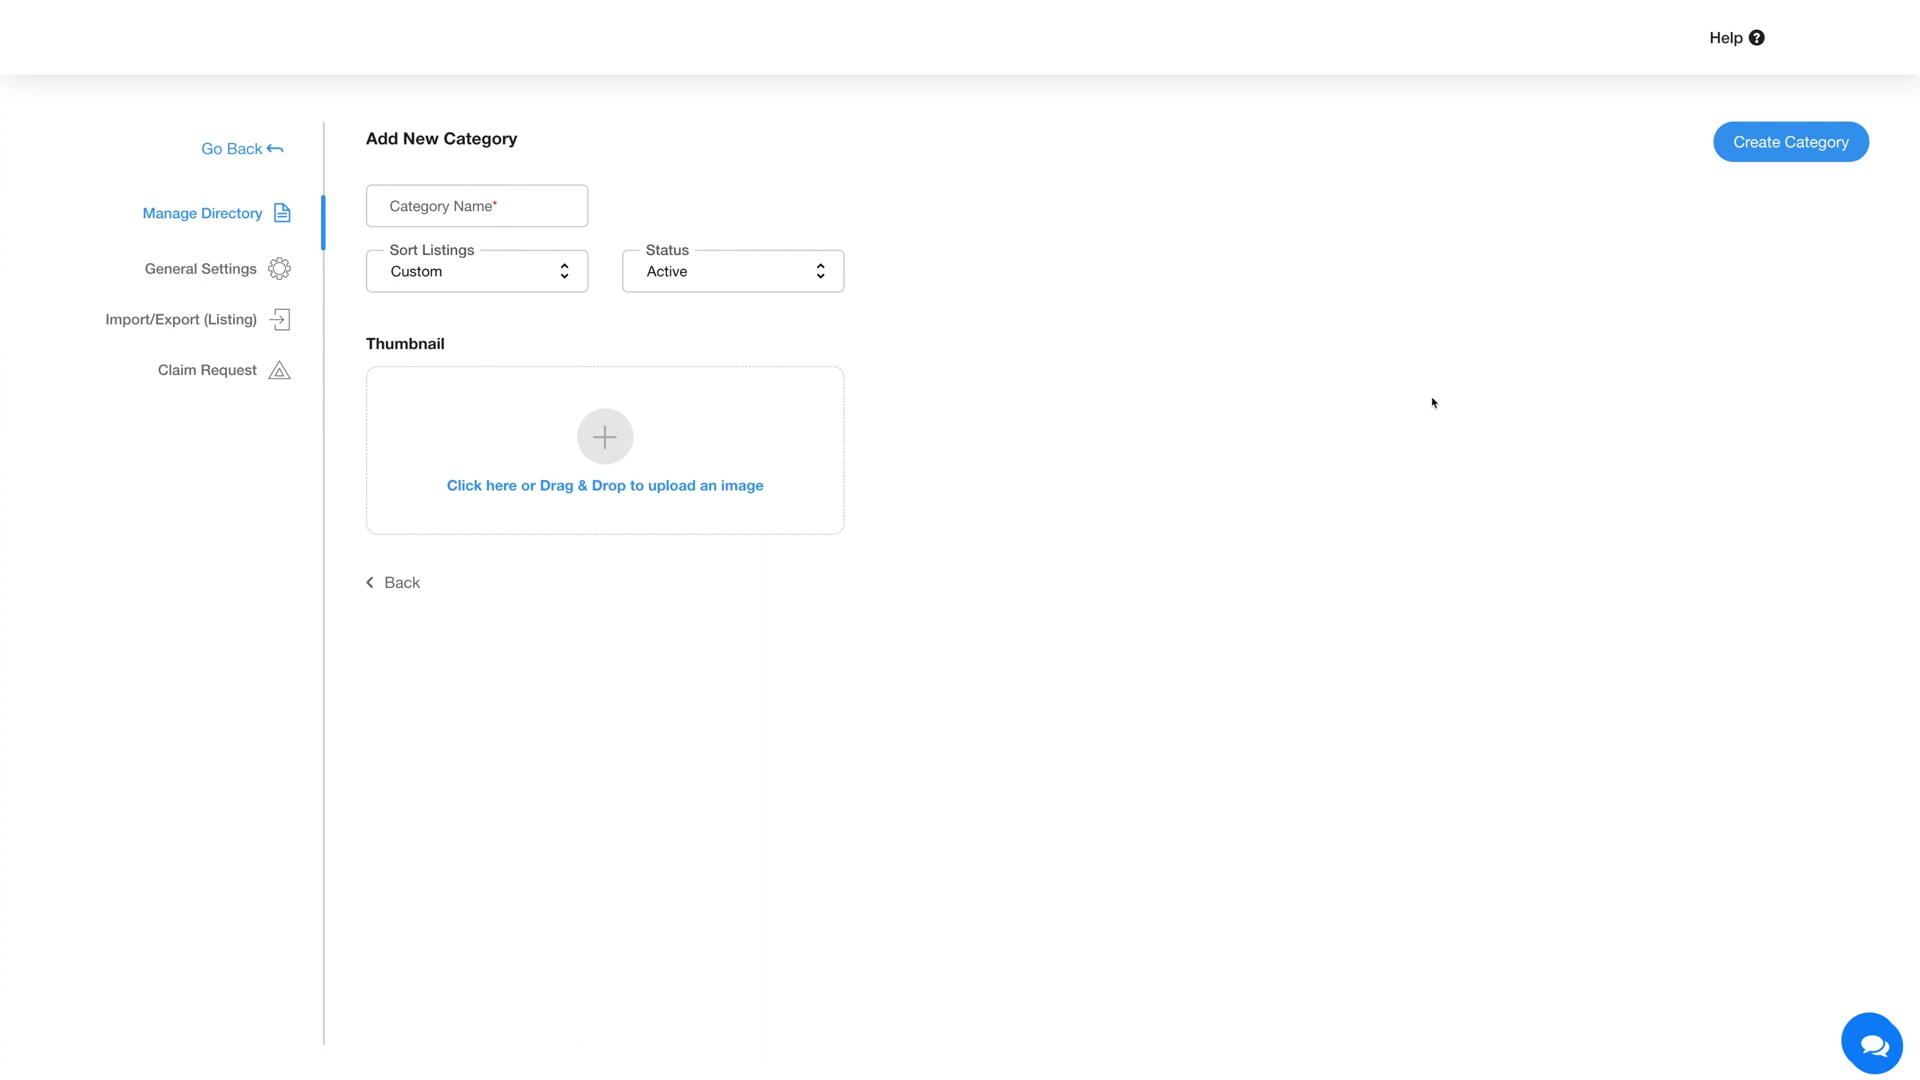 Help
Go Back
Manage Directory
General Settings
Import/Export (Listing)
Claim Request
Add New Category
Create Category
Category Name*
Sort Listings
Custom
Status
Active
Thumbnail
Click here or Drag & Drop to upload an image
Back